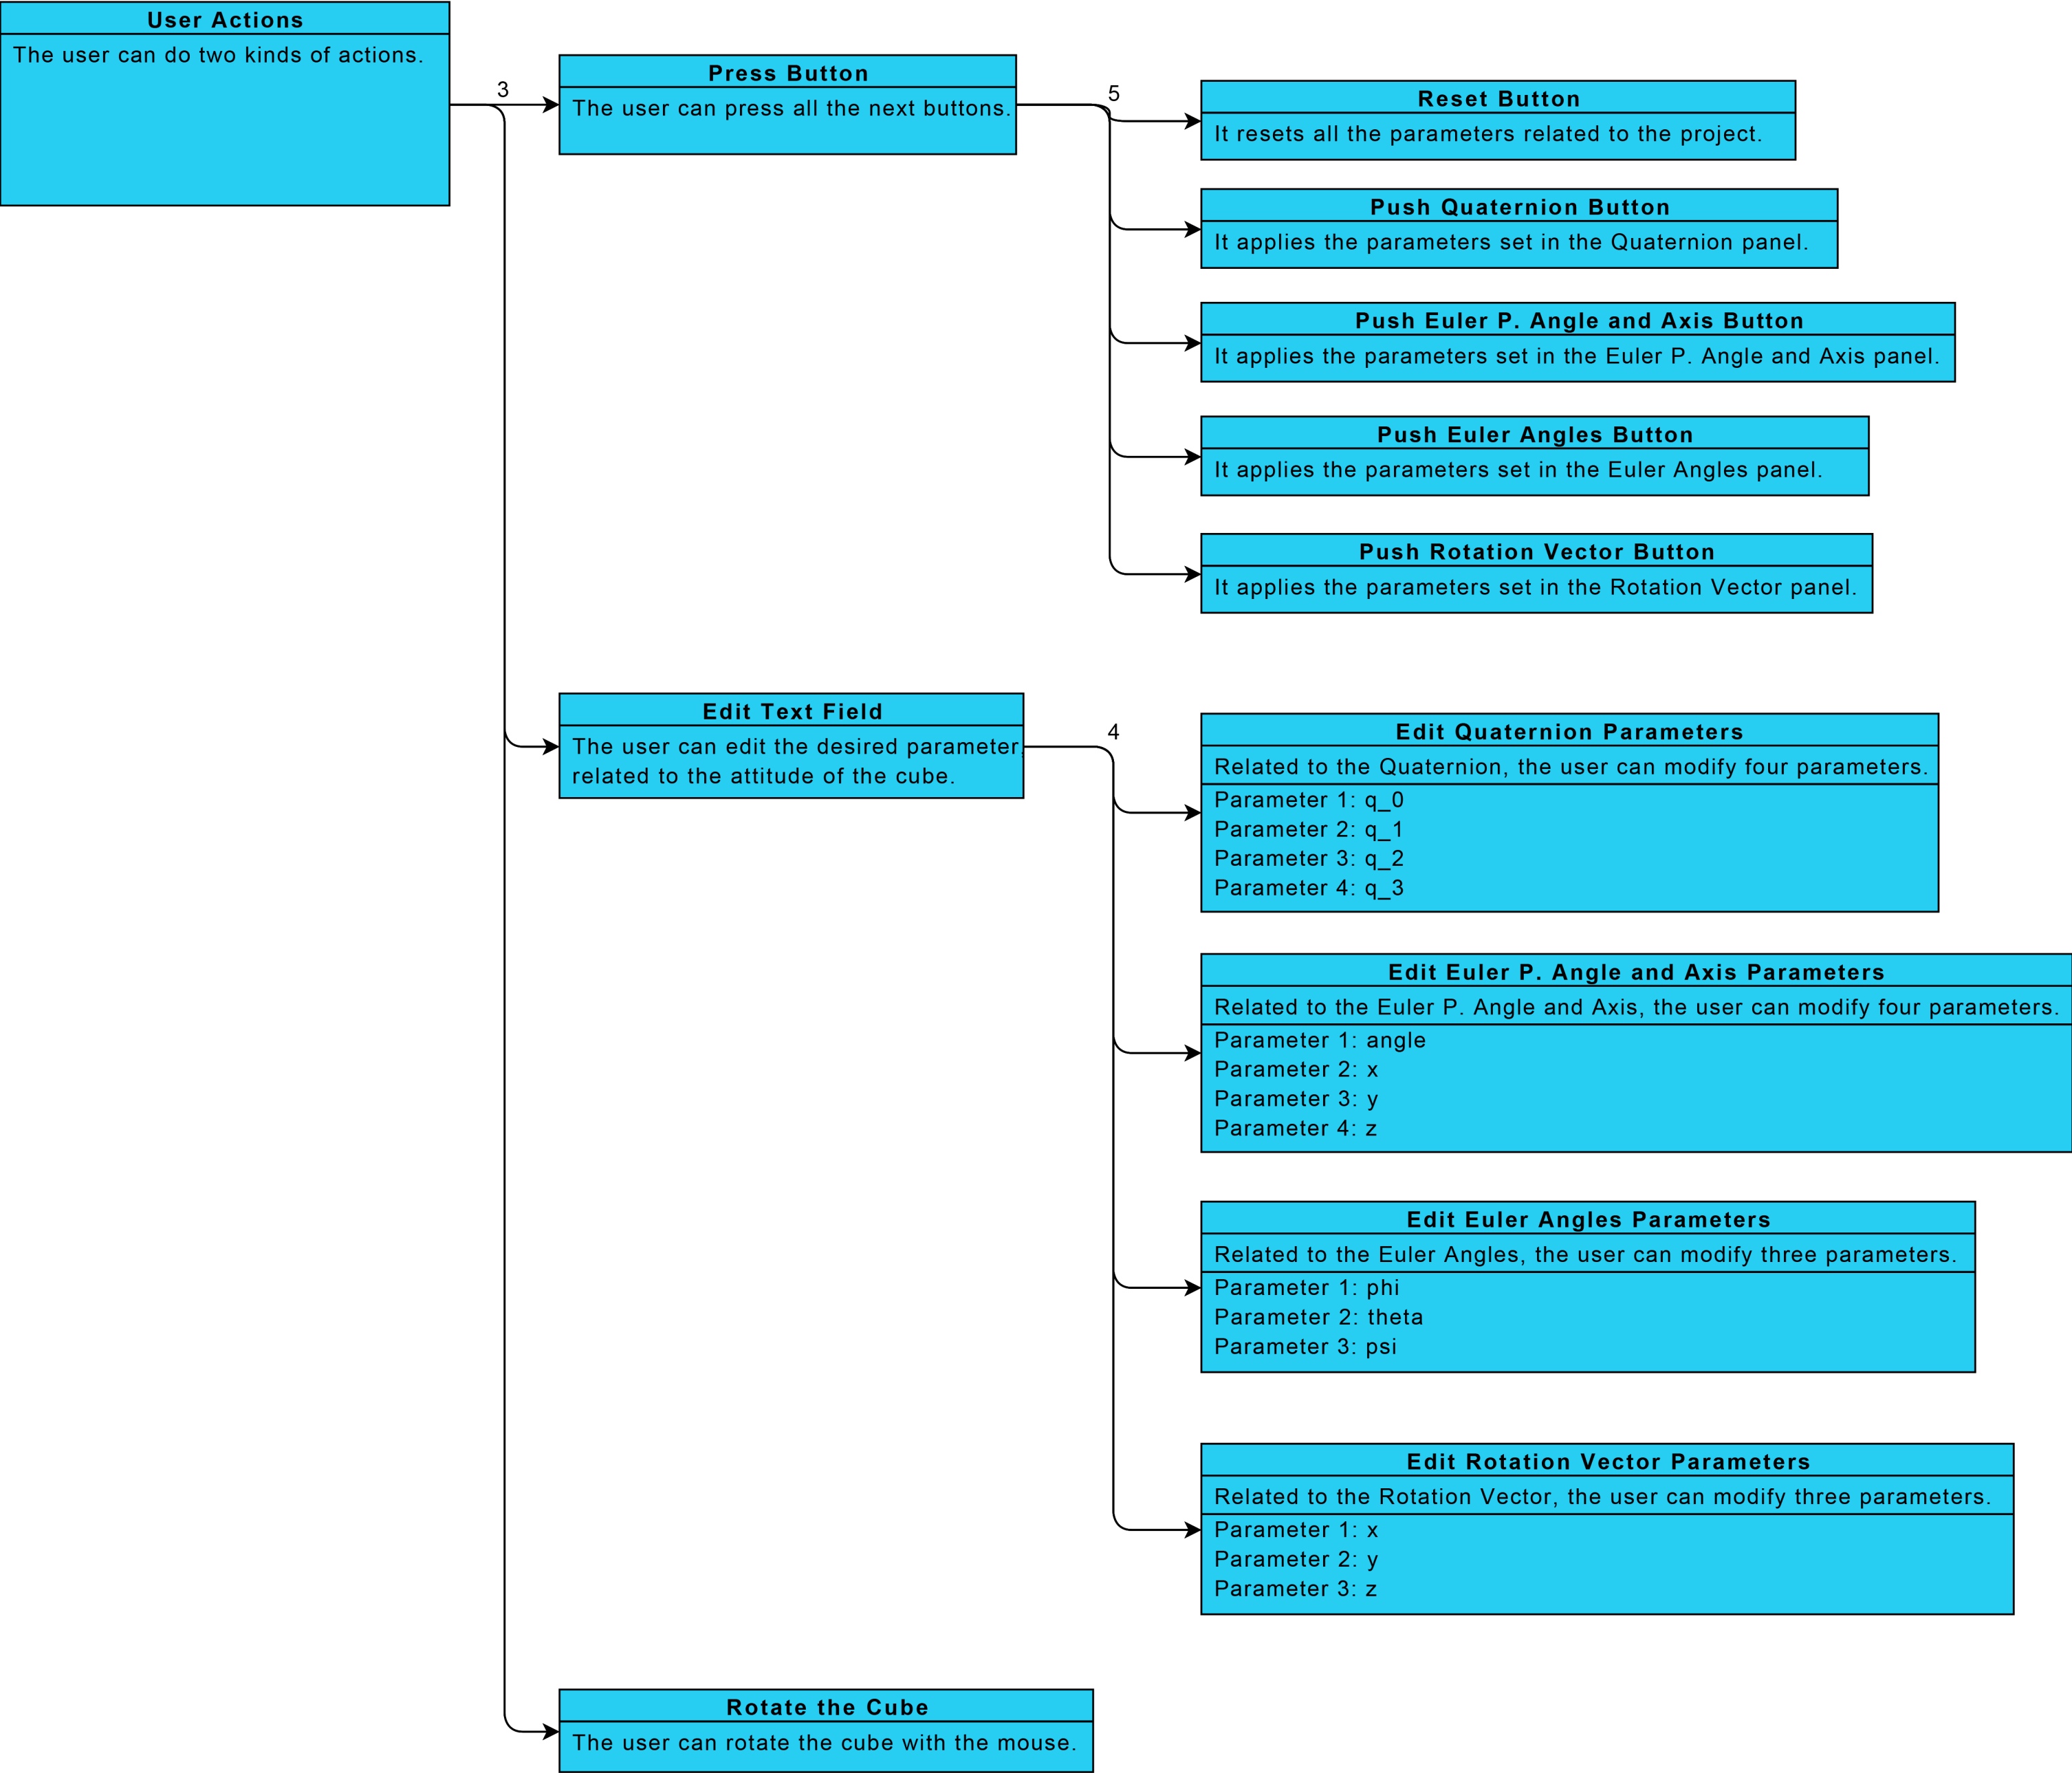 User Actions
The user can do two kinds of actions.
3
Press Button
The user can press all the next buttons.
5
Reset Button
It resets all the parameters related to the project.
Push Quaternion Button
It applies the parameters set in the Quaternion panel.
Push Euler P. Angle and Axis Button
It applies the parameters set in the Euler P. Angle and Axis panel.
Push Euler Angles Button
It applies the parameters set in the Euler Angles panel.
Push Rotation Vector Button
It applies the parameters set in the Rotation Vector panel.
Edit Text Field
The user can edit the desired parameter,
related to the attitude of the cube.
4
Edit Quaternion Parameters
Related to the Quaternion, the user can modify four parameters.
Parameter 1: q_0
Parameter 2: q_1
Parameter 3: q_2
Parameter 4: q_3
Edit Euler P. Angle and Axis Parameters
Related to the Euler P. Angle and Axis, the user can modify four parameters.
Parameter 1: angle
Parameter 2: x
Parameter 3: y
Parameter 4: z
Edit Euler Angles Parameters
Related to the Euler Angles, the user can modify three parameters.
Parameter 1: phi
Parameter 2: theta
Parameter 3: psi
Edit Rotation Vector Parameters
Related to the Rotation Vector, the user can modify three parameters.
Parameter 1: x
Parameter 2: y
Parameter 3: z
Rotate the Cube
The user can rotate the cube with the mouse.